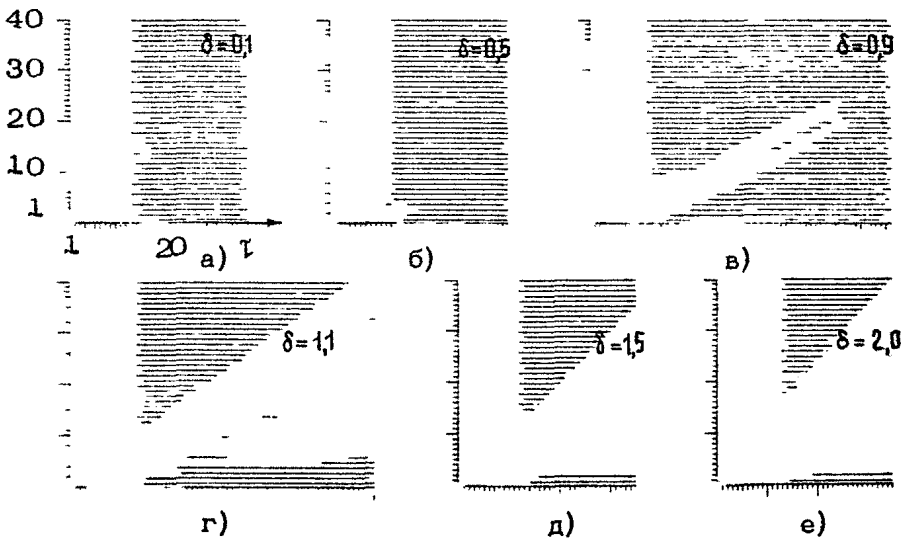 40
30
20
10
1
1 20 τ
δ=0,1
δ=0,5
δ=0,9
а) б) в)
δ=1,1
δ=1,5
δ=2,0
г) д) е)